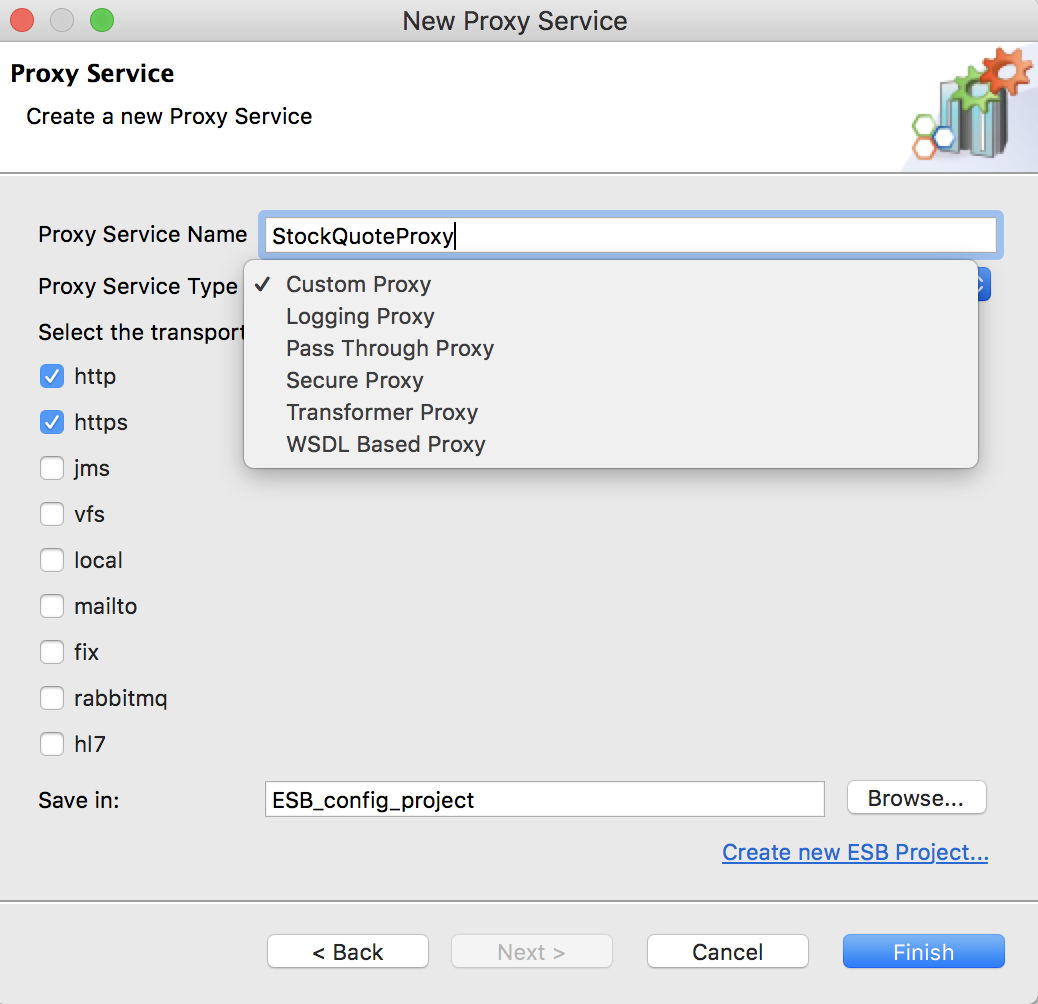 New Proxy Service
Proxy Service
Create a new Proxy Service
Proxy Service Name
StockQuoteProxy
Proxy Service Type
✓ Custom Proxy
Logging Proxy
Pass Through Proxy
Secure Proxy
Transformer Proxy
WSDL Based Proxy
Select the transport
http
https
jms
vfs
local
mailto
fix
rabbitmq
hl7
Save in:
ESB_config_project
Browse...
Create new ESB Project...
< Back
Next >
Cancel
Finish